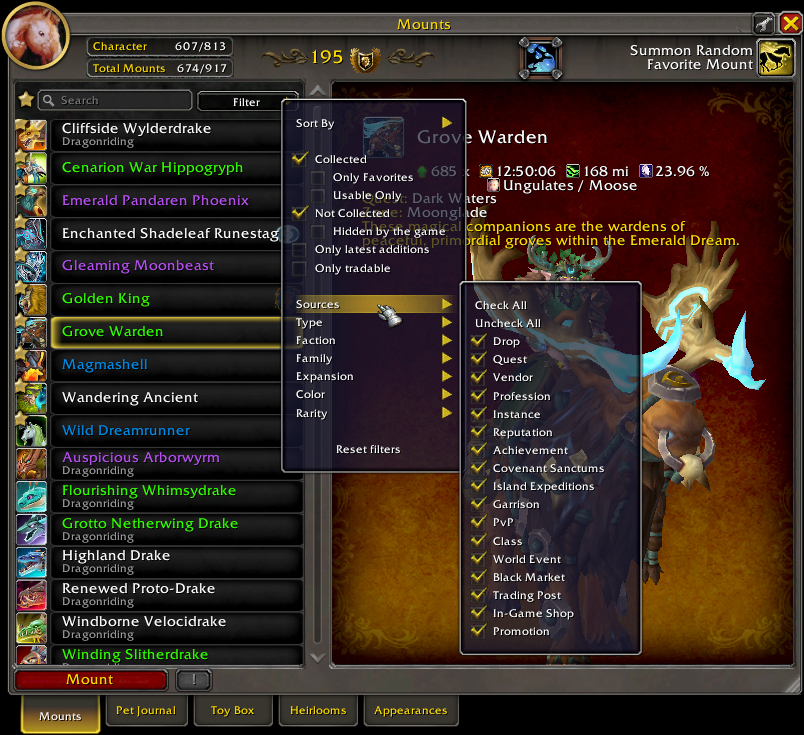 Mounts
Character 607/813
Total Mounts 674/917
195
Summon Random
Favorite Mount
Search
Filter
Cliffside Wylderdrake
Dragonriding
Cenarion War Hippogryph
Emerald Pandaren Phoenix
Enchanted Shadeleaf Runestag
Gleaming Moonbeast
Golden King
Grove Warden
Magmashell
Wandering Ancient
Wild Dreamrunner
Auspicious Arborwyrm
Dragonriding
Flourishing Whimsydrake
Dragonriding
Grotto Netherwing Drake
Dragonriding
Highland Drake
Dragonriding
Renewed Proto-Drake
Dragonriding
Windborne Velocidrake
Dragonriding
Winding Slitherdrake
Sort By
Collected
Only Favorites
Usable Only
Not Collected
Hidden by the game
Only latest additions
Only tradable
Sources
Type
Faction
Family
Expansion
Color
Rarity
Reset filters
Grove Warden
685 x 12:50:06 168 mi 23.96 %
Ungulates / Moose
Quest: Dark Waters
Zone: Moonglade
These magical companions are the wardens of
peaceful, primordial groves within the Emerald Dream.
Check All
Uncheck All
Drop
Quest
Vendor
Profession
Instance
Reputation
Achievement
Covenant Sanctums
Island Expeditions
Garrison
PvP
Class
World Event
Black Market
Trading Post
In-Game Shop
Promotion
Mount
!
Mounts
Pet Journal
Toy Box
Heirlooms
Appearances